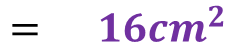 = 16cm²